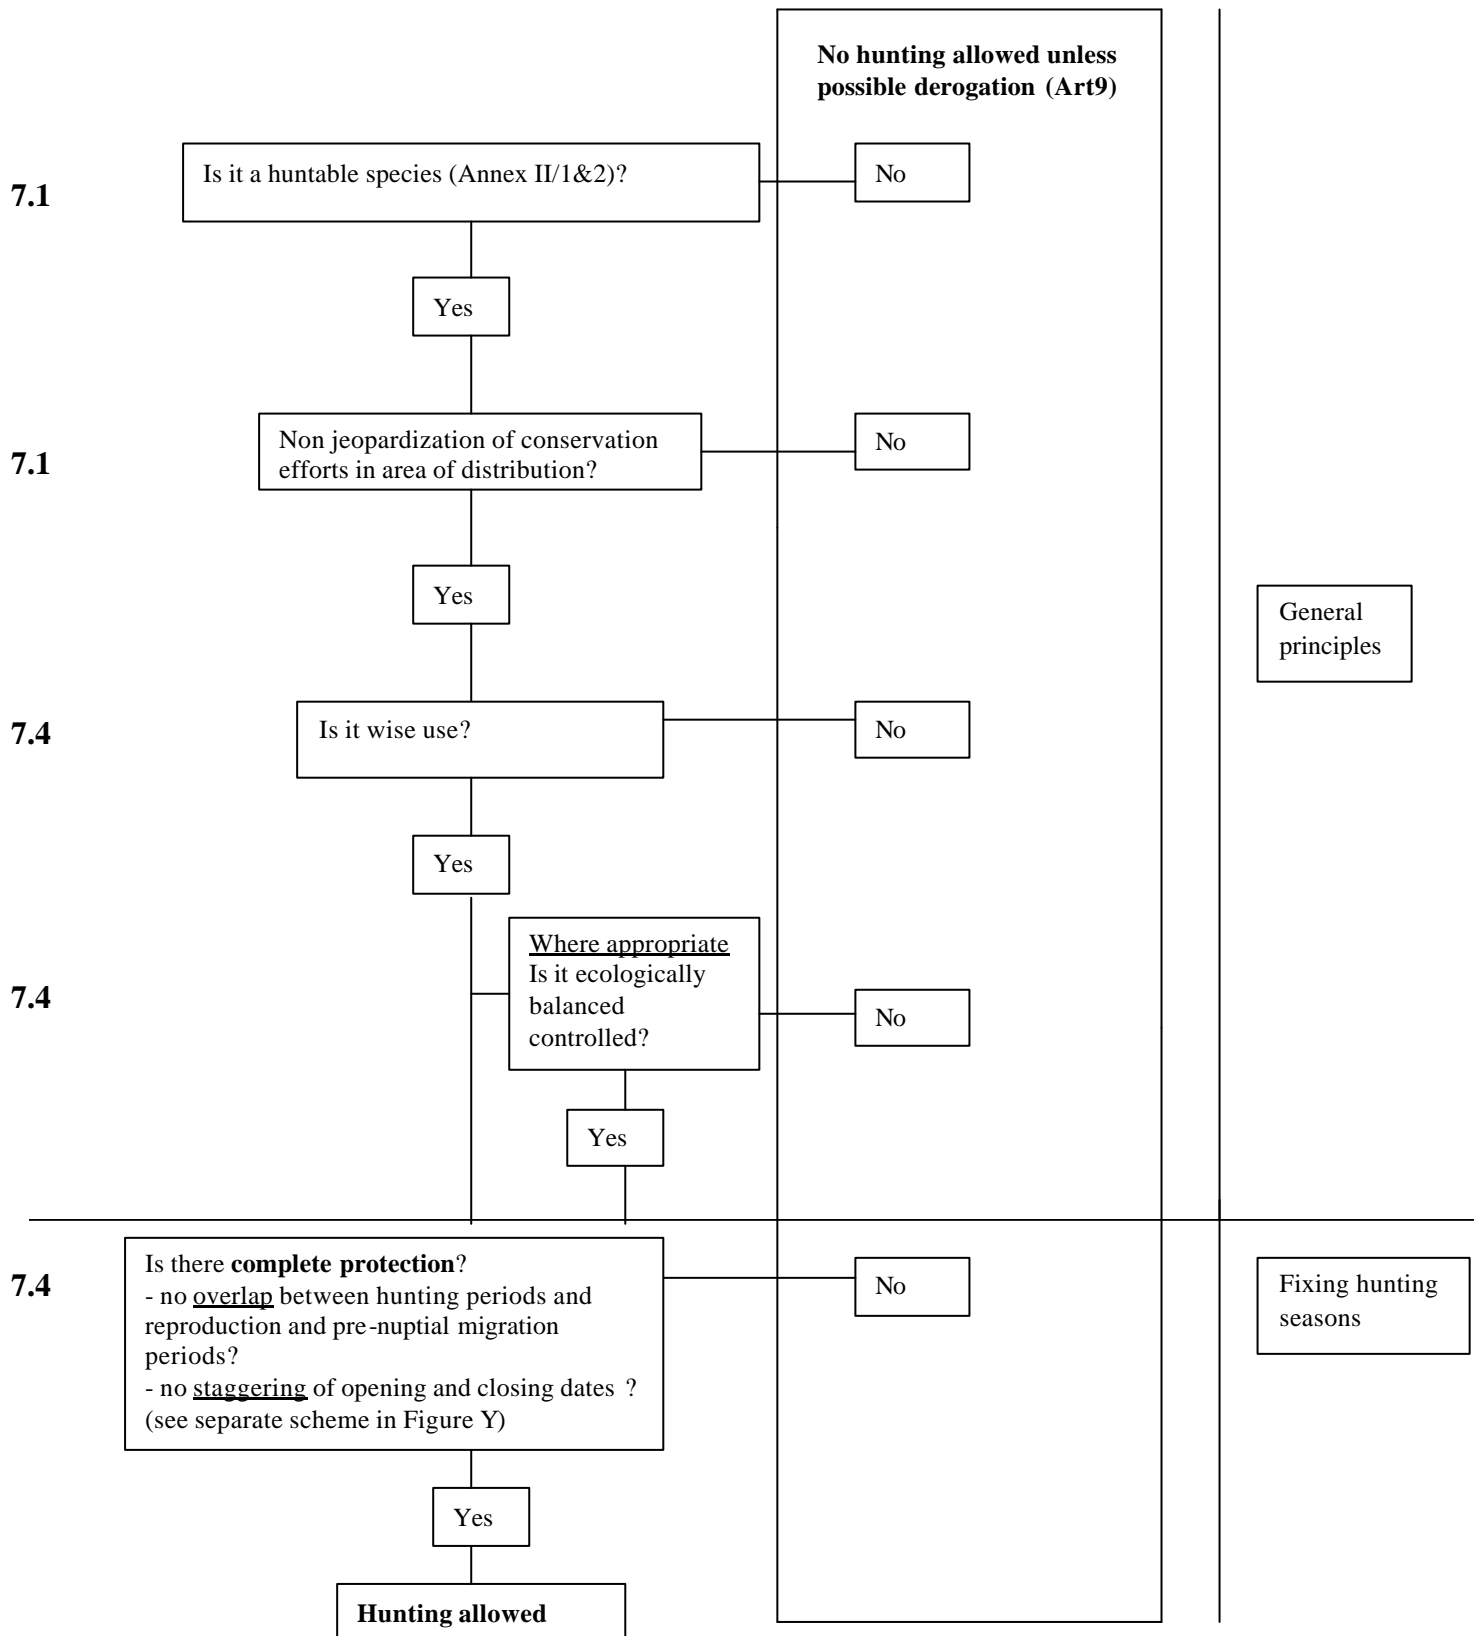 No hunting allowed unless
possible derogation (Art9)
7.1
Is it a huntable species (Annex II/1&2)?
No
Yes
7.1
Non jeopardization of conservation
efforts in area of distribution?
No
Yes
General
principles
7.4
Is it wise use?
No
Yes
7.4
Where appropriate
Is it ecologically
balanced
controlled?
No
Yes
7.4
Is there complete protection?
- no overlap between hunting periods and
reproduction and pre-nuptial migration
periods?
- no staggering of opening and closing dates ?
(see separate scheme in Figure Y)
No
Fixing hunting
seasons
Yes
Hunting allowed